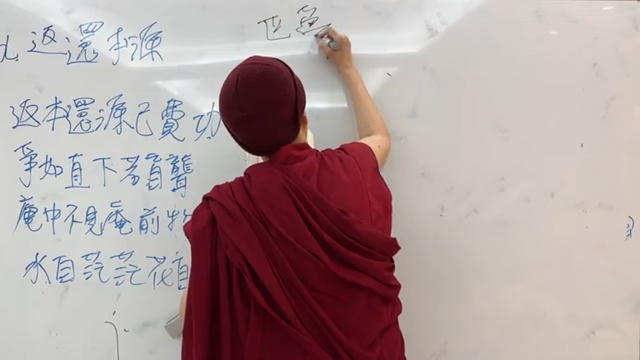 返還本源
返本還源已費功
爭如直下若盲聾
庵中不見庵前
水自茫茫花自